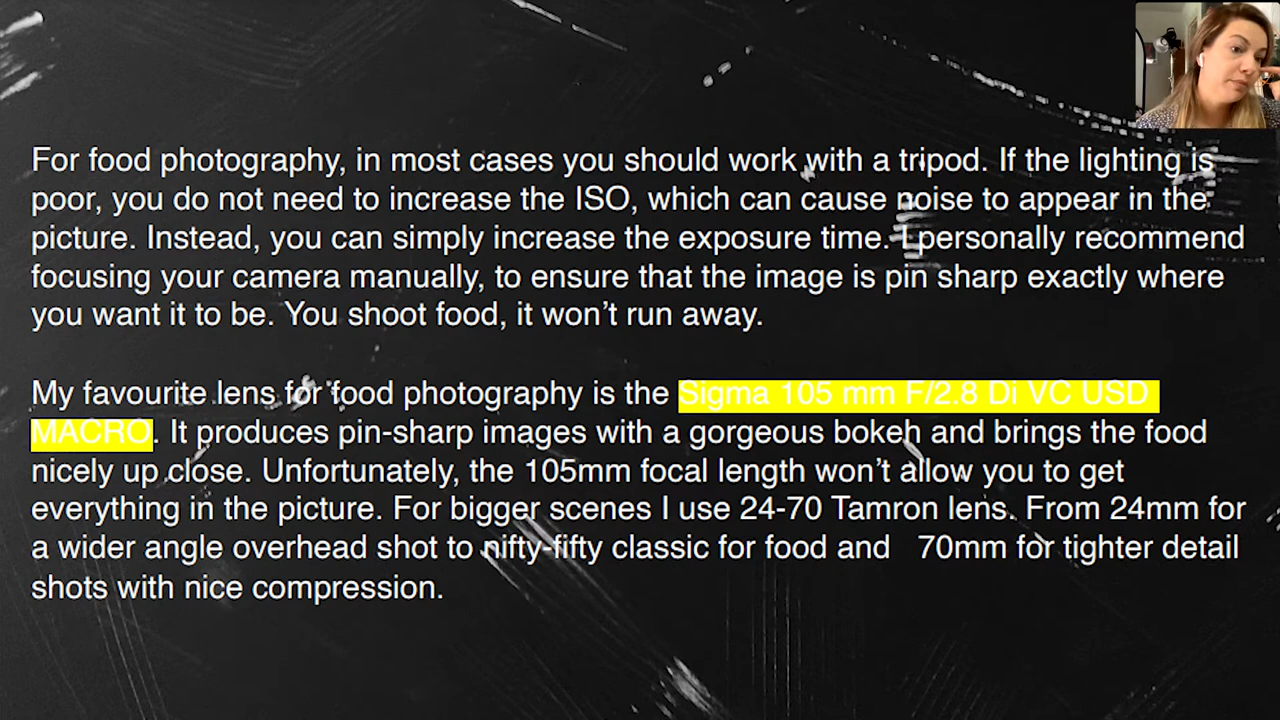 For food photography, in most cases you should work with a tripod. If the lighting is
poor, you do not need to increase the ISO, which can cause noise to appear in the
picture. Instead, you can simply increase the exposure time. I personally recommend
focusing your camera manually, to ensure that the image is pin sharp exactly where
you want it to be. You shoot food, it won’t run away.
My favourite lens for food photography is the Sigma 105 mm F/2.8 Di VC USD
MACRO. It produces pin-sharp images with a gorgeous bokeh and brings the food
nicely up close. Unfortunately, the 105mm focal length won’t allow you to get
everything in the picture. For bigger scenes I use 24-70 Tamron lens. From 24mm for
a wider angle overhead shot to nifty-fifty classic for food and 70mm for tighter detail
shots with nice compression.